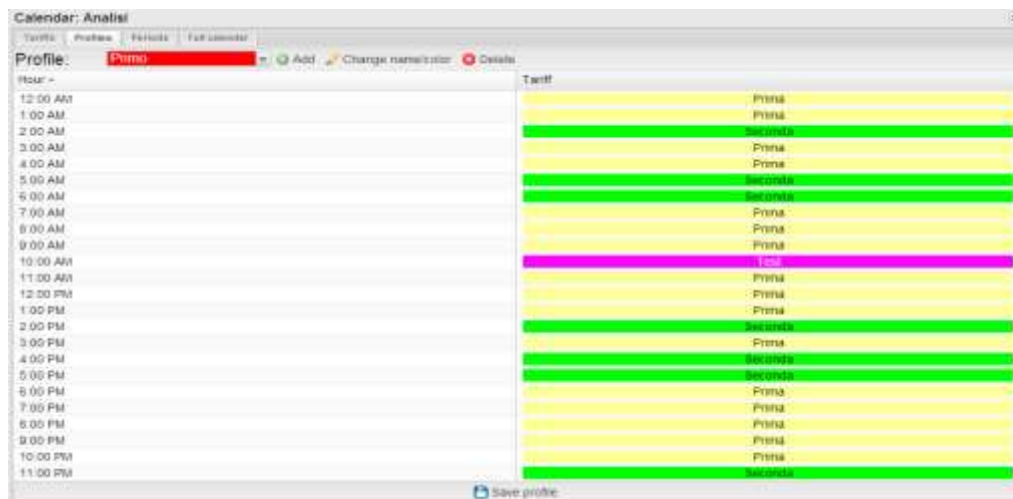 Calendar: Analisi
Tariffs Profiles Periods Full calendar
Profile: Primo Add Change name/color Delete
Hour Tariff
12:00 AM Prima
1:00 AM Prima
2:00 AM Seconda
3:00 AM Prima
4:00 AM Prima
5:00 AM Seconda
6:00 AM Seconda
7:00 AM Prima
8:00 AM Prima
9:00 AM Prima
10:00 AM Test
11:00 AM Prima
12:00 PM Prima
1:00 PM Prima
2:00 PM Seconda
3:00 PM Prima
4:00 PM Seconda
5:00 PM Seconda
6:00 PM Prima
7:00 PM Prima
8:00 PM Prima
9:00 PM Prima
10:00 PM Prima
11:00 PM Seconda
Save profile